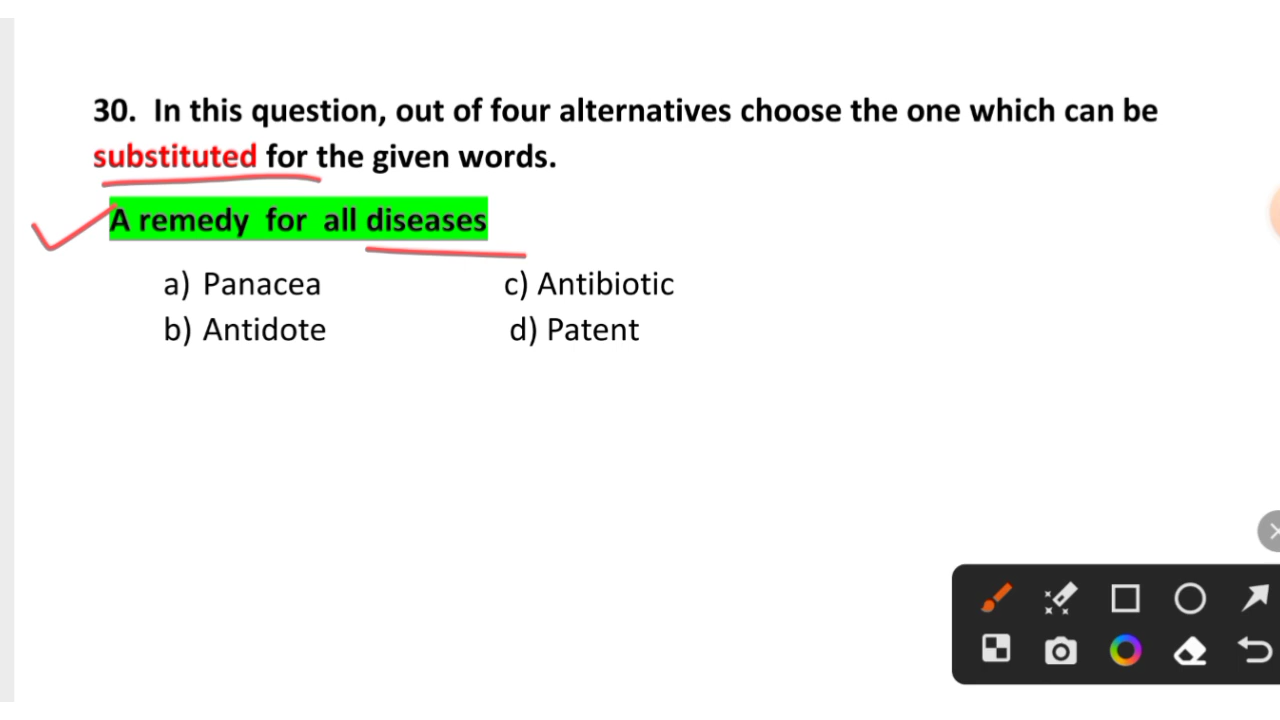 30. In this question, out of four alternatives choose the one which can be
substituted for the given words.
A remedy for all diseases
a) Panacea c) Antibiotic
b) Antidote d) Patent